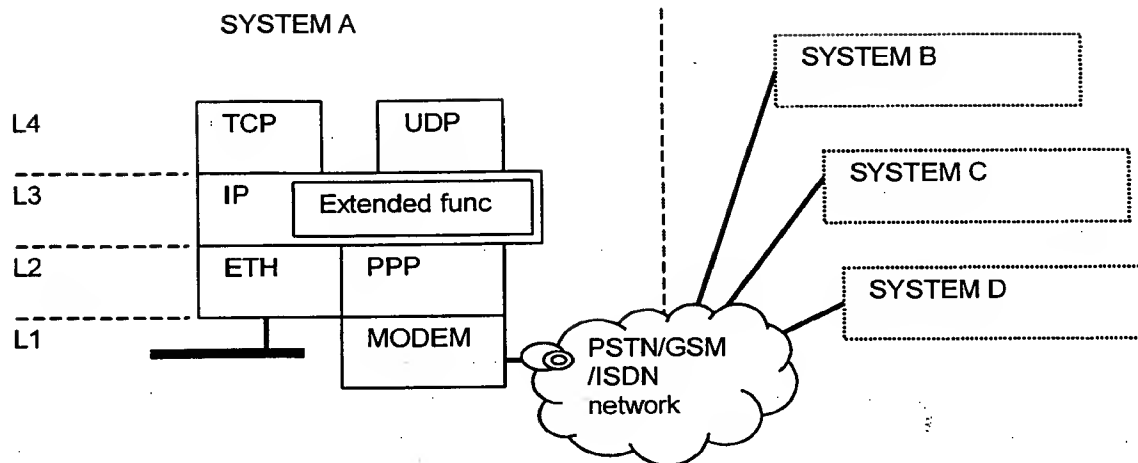 SYSTEM A
SYSTEM B
SYSTEM C
SYSTEM D
L4
TCP
UDP
L3
IP
Extended func
L2
ETH
PPP
L1
MODEM
PSTN/GSM
/ISDN
network